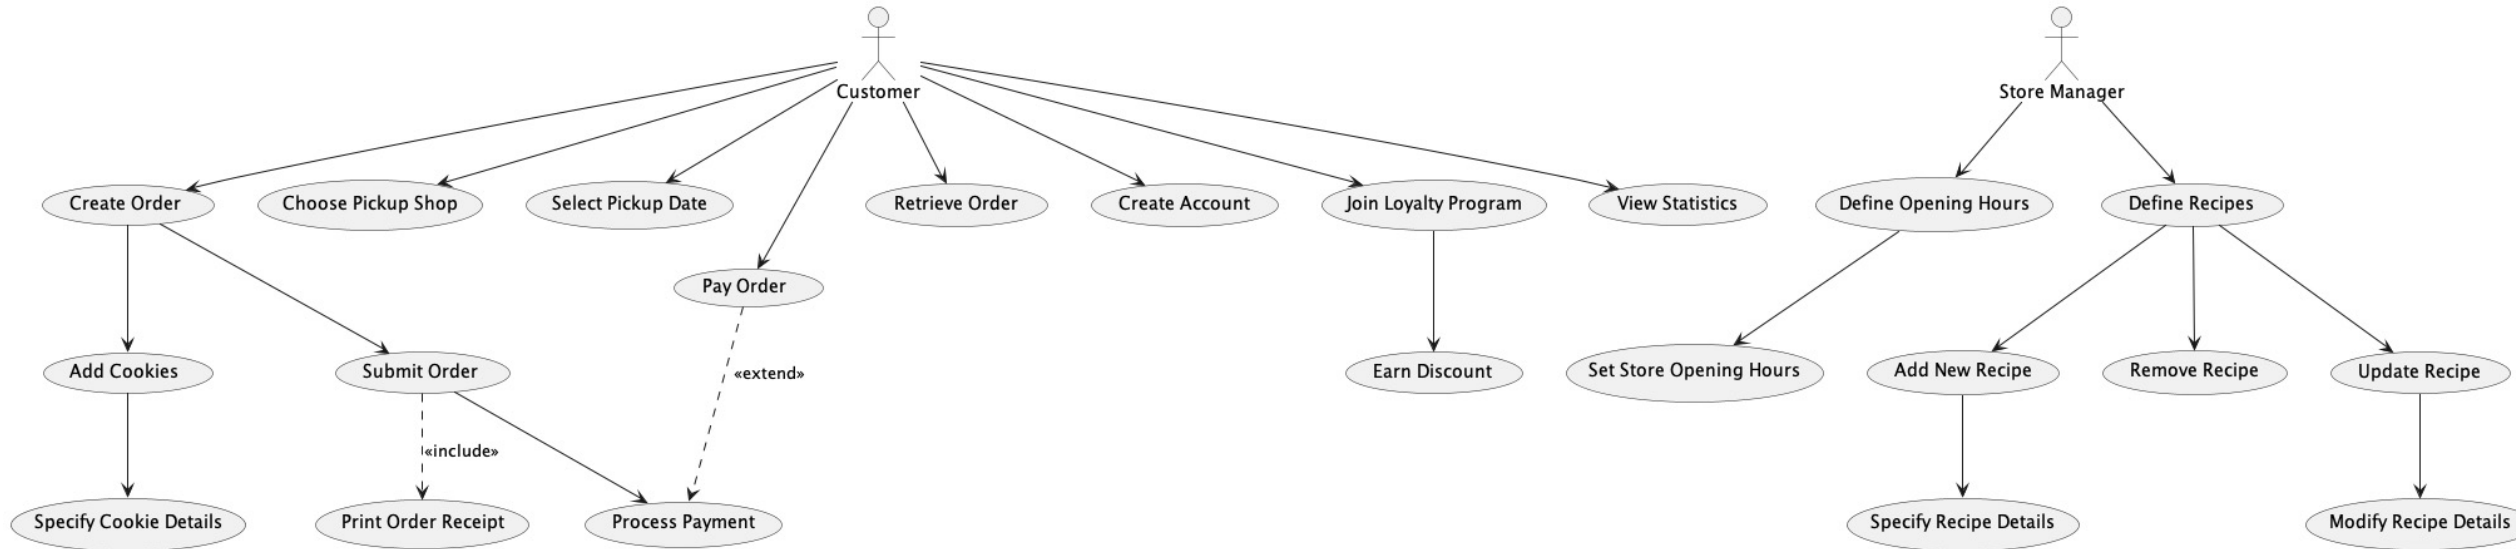 Customer
Store Manager
Create Order
Choose Pickup Shop
Select Pickup Date
Retrieve Order
Create Account
Join Loyalty Program
View Statistics
Define Opening Hours
Define Recipes
Pay Order
Add Cookies
Submit Order
«extend»
Earn Discount
Set Store Opening Hours
Add New Recipe
Remove Recipe
Update Recipe
«include»
Specify Cookie Details
Print Order Receipt
Process Payment
Specify Recipe Details
Modify Recipe Details